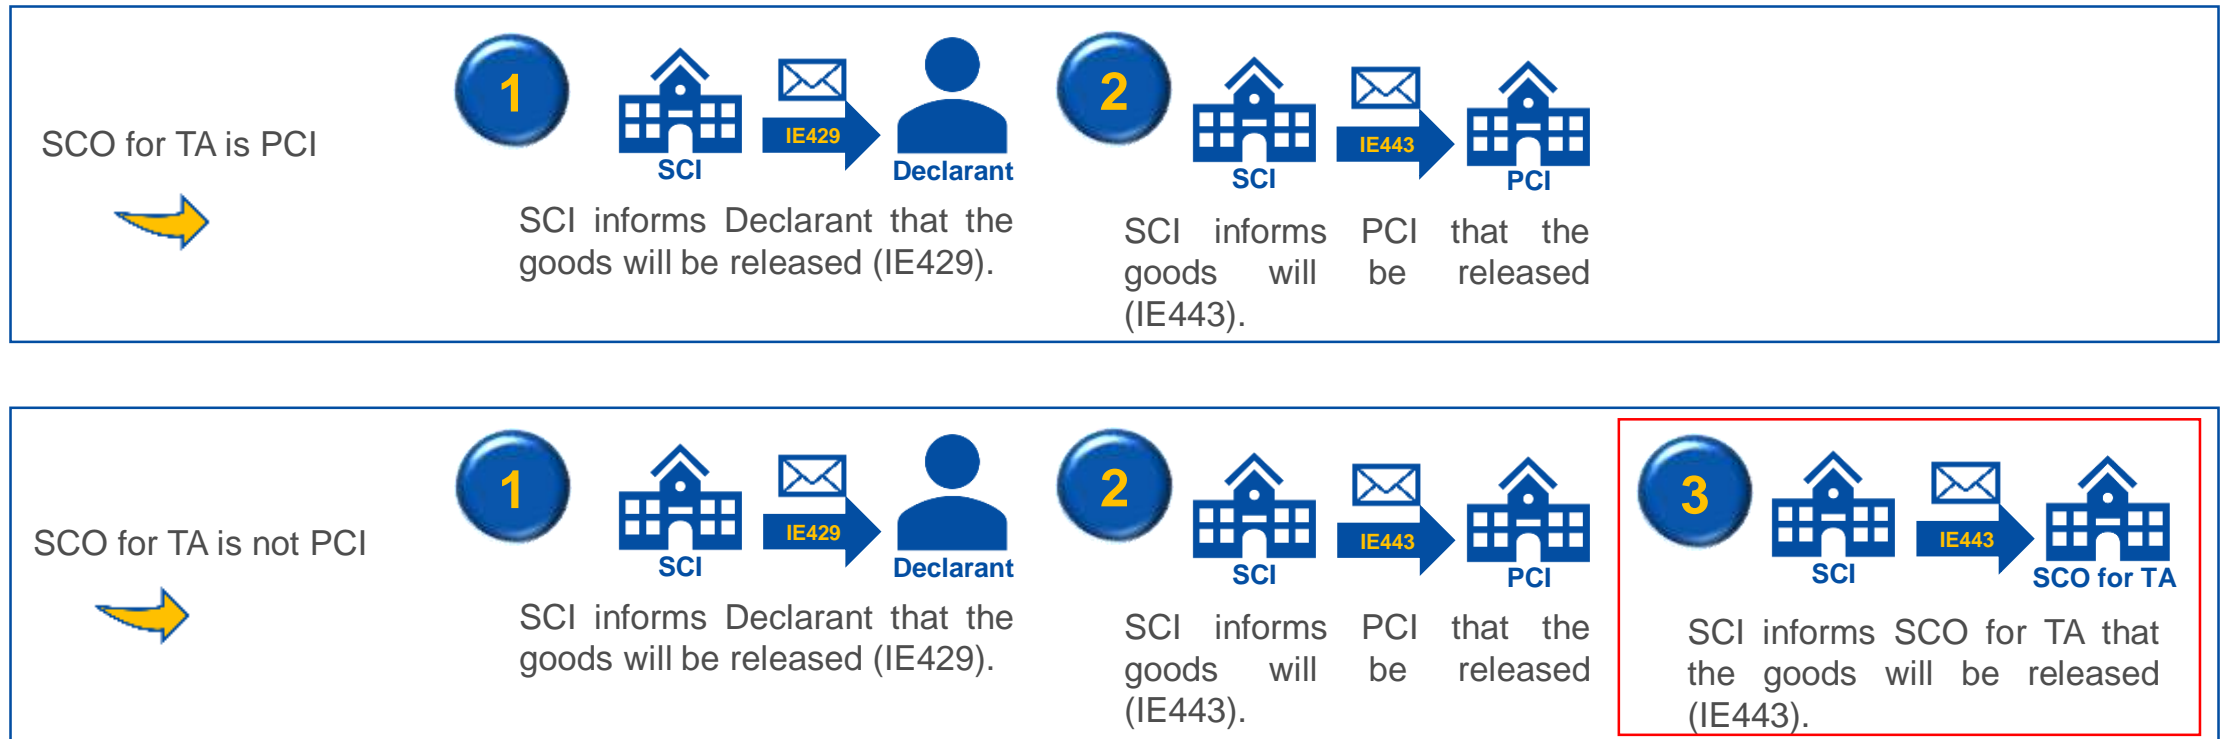 SCO for TA is PCI
1
IE429
SCI
Declarant
SCI informs Declarant that the
goods will be released (IE429).
2
IE443
SCI
PCI
SCI informs PCI that the
goods will be released
(IE443).
SCO for TA is not PCI
1
IE429
SCI
Declarant
SCI informs Declarant that the
goods will be released (IE429).
2
IE443
SCI
PCI
SCI informs PCI that the
goods will be released
(IE443).
3
IE443
SCI
SCO for TA
SCI informs SCO for TA that
the goods will be released
(IE443).